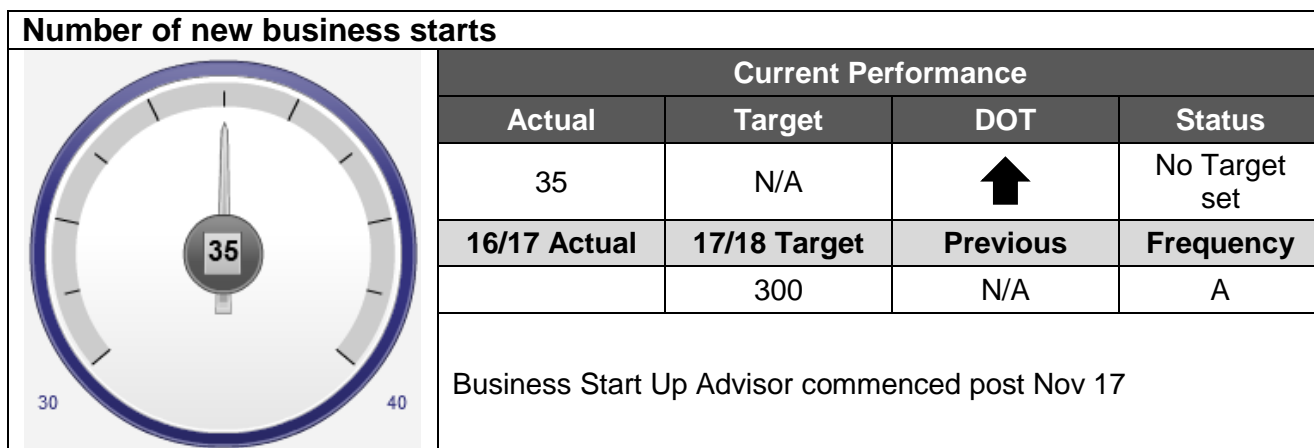 Number of new business starts
35
30
40
Current Performance
Actual Target DOT Status
35 N/A No Target
set
16/17 Actual 17/18 Target Previous Frequency
300 N/A A
Business Start Up Advisor commenced post Nov 17